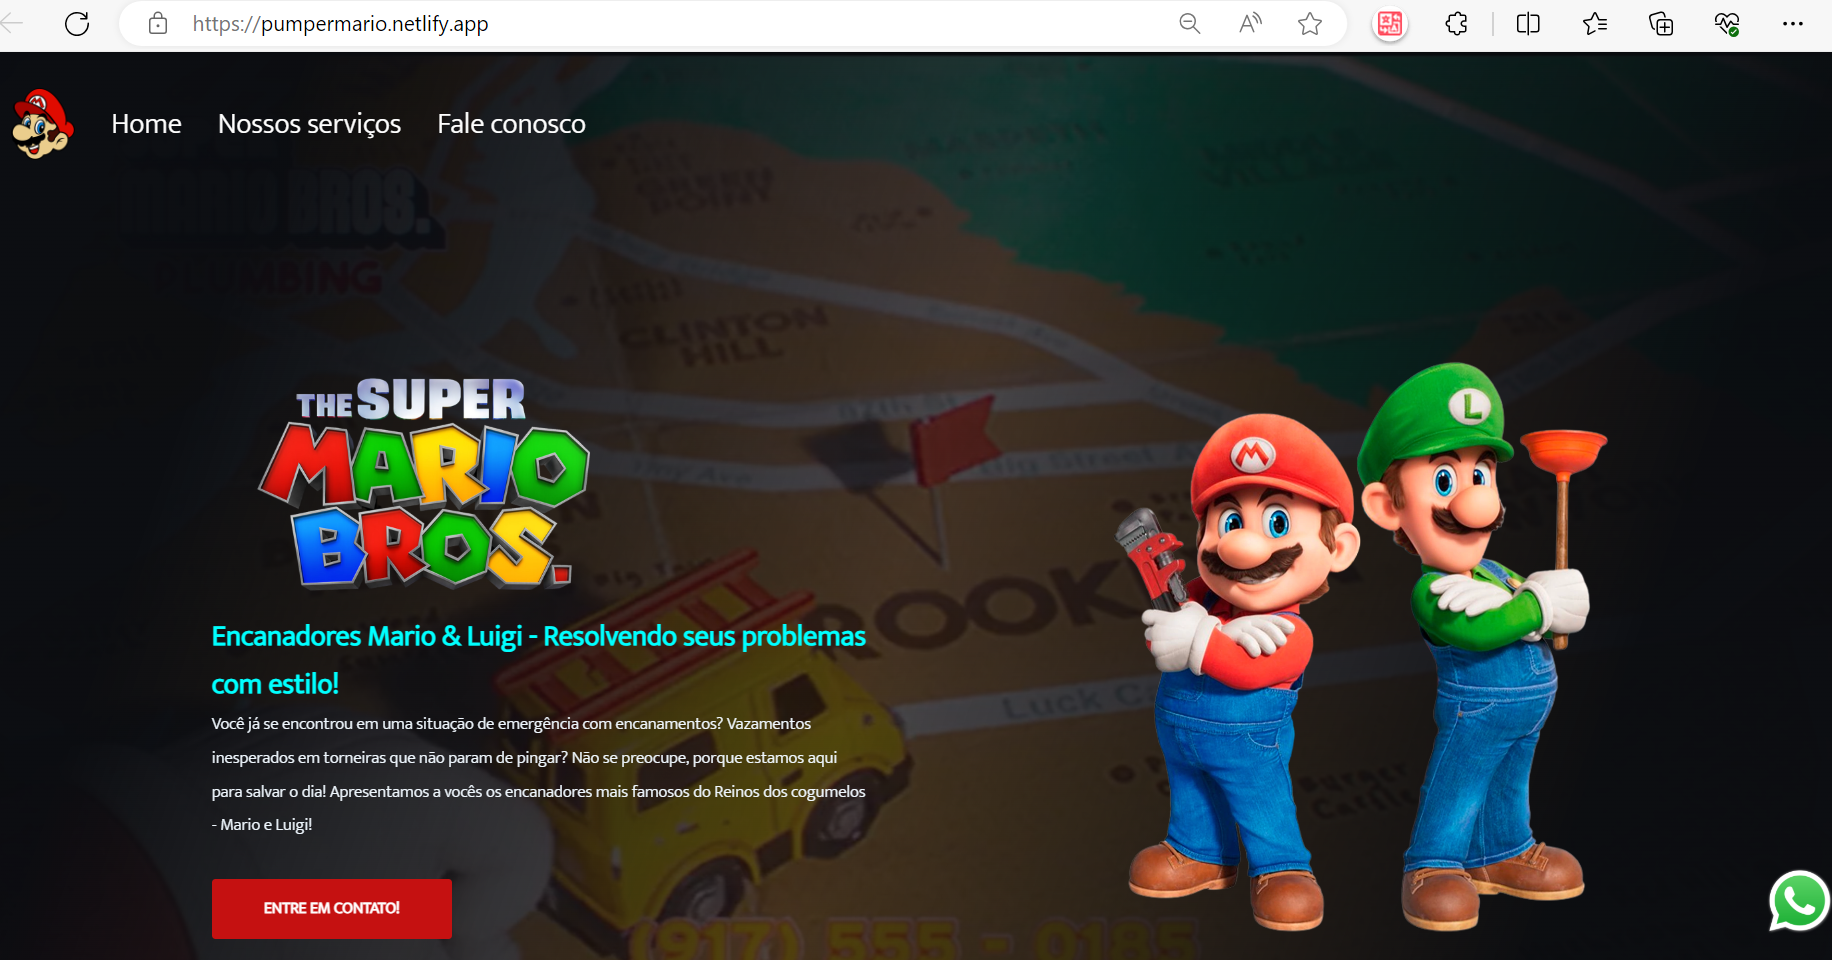 https://pumpermario.netlify.app
Home Nossos serviços Fale conosco
MARIO BROS.
PLUMBING
GREEN
POINT
CLINTON
HILL
THE SUPER
MARIO
BROS.
M
L
Encanadores Mario & Luigi - Resolvendo seus problemas
com estilo!
Você já se encontrou em uma situação de emergência com encanamentos? Vazamentos
inesperados em torneiras que não param de pingar? Não se preocupe, porque estamos aqui
para salvar o dia! Apresentamos a vocês os encanadores mais famosos do Reinos dos cogumelos
- Mario e Luigi!
ENTRE EM CONTATO!
(917) 555 - 0185